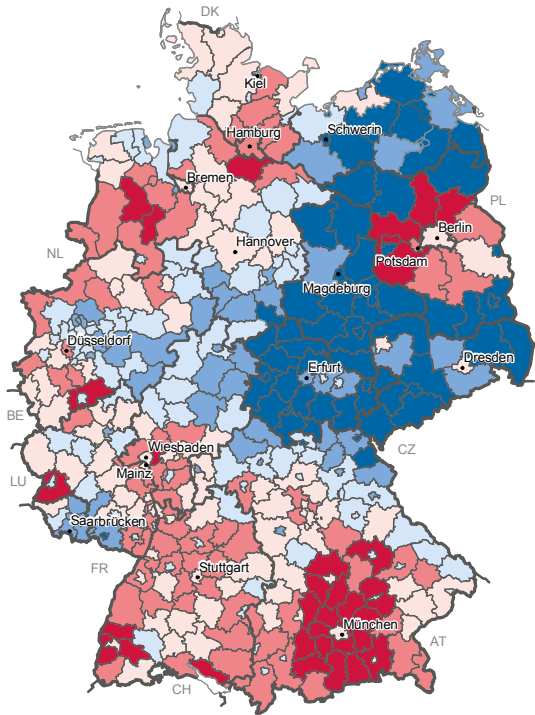 DK
Kiel
Hamburg
Schwerin
Bremen
PL
Berlin
Hannover
NL
Potsdam
Magdeburg
Düsseldorf
Dresden
Erfurt
BE
Wiesbaden
CZ
Mainz
LU
Saarbrücken
FR
Stuttgart
München
AT
CH